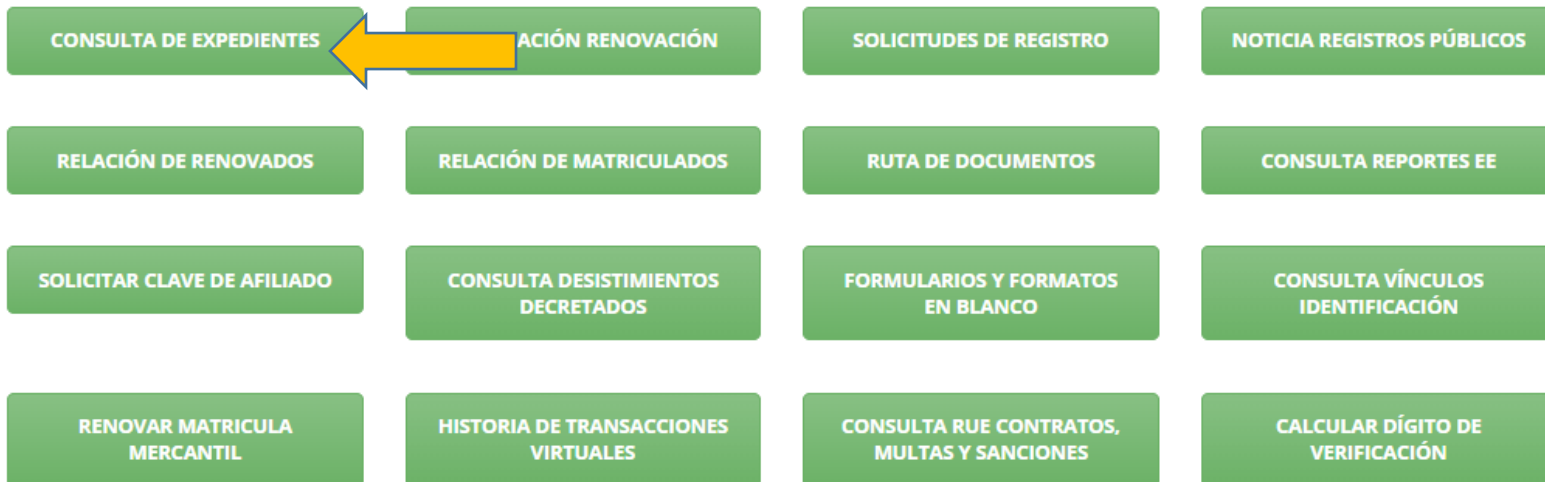 CONSULTA DE EXPEDIENTES
ACIÓN RENOVACIÓN
SOLICITUDES DE REGISTRO
NOTICIA REGISTROS PÚBLICOS
RELACIÓN DE RENOVADOS
RELACIÓN DE MATRICULADOS
RUTA DE DOCUMENTOS
CONSULTA REPORTES EE
SOLICITAR CLAVE DE AFILIADO
CONSULTA DESISTIMIENTOS
DECRETADOS
FORMULARIOS Y FORMATOS
EN BLANCO
CONSULTA VÍNCULOS
IDENTIFICACIÓN
RENOVAR MATRICULA
MERCANTIL
HISTORIA DE TRANSACCIONES
VIRTUALES
CONSULTA RUE CONTRATOS,
MULTAS Y SANCIONES
CALCULAR DÍGITO DE
VERIFICACIÓN